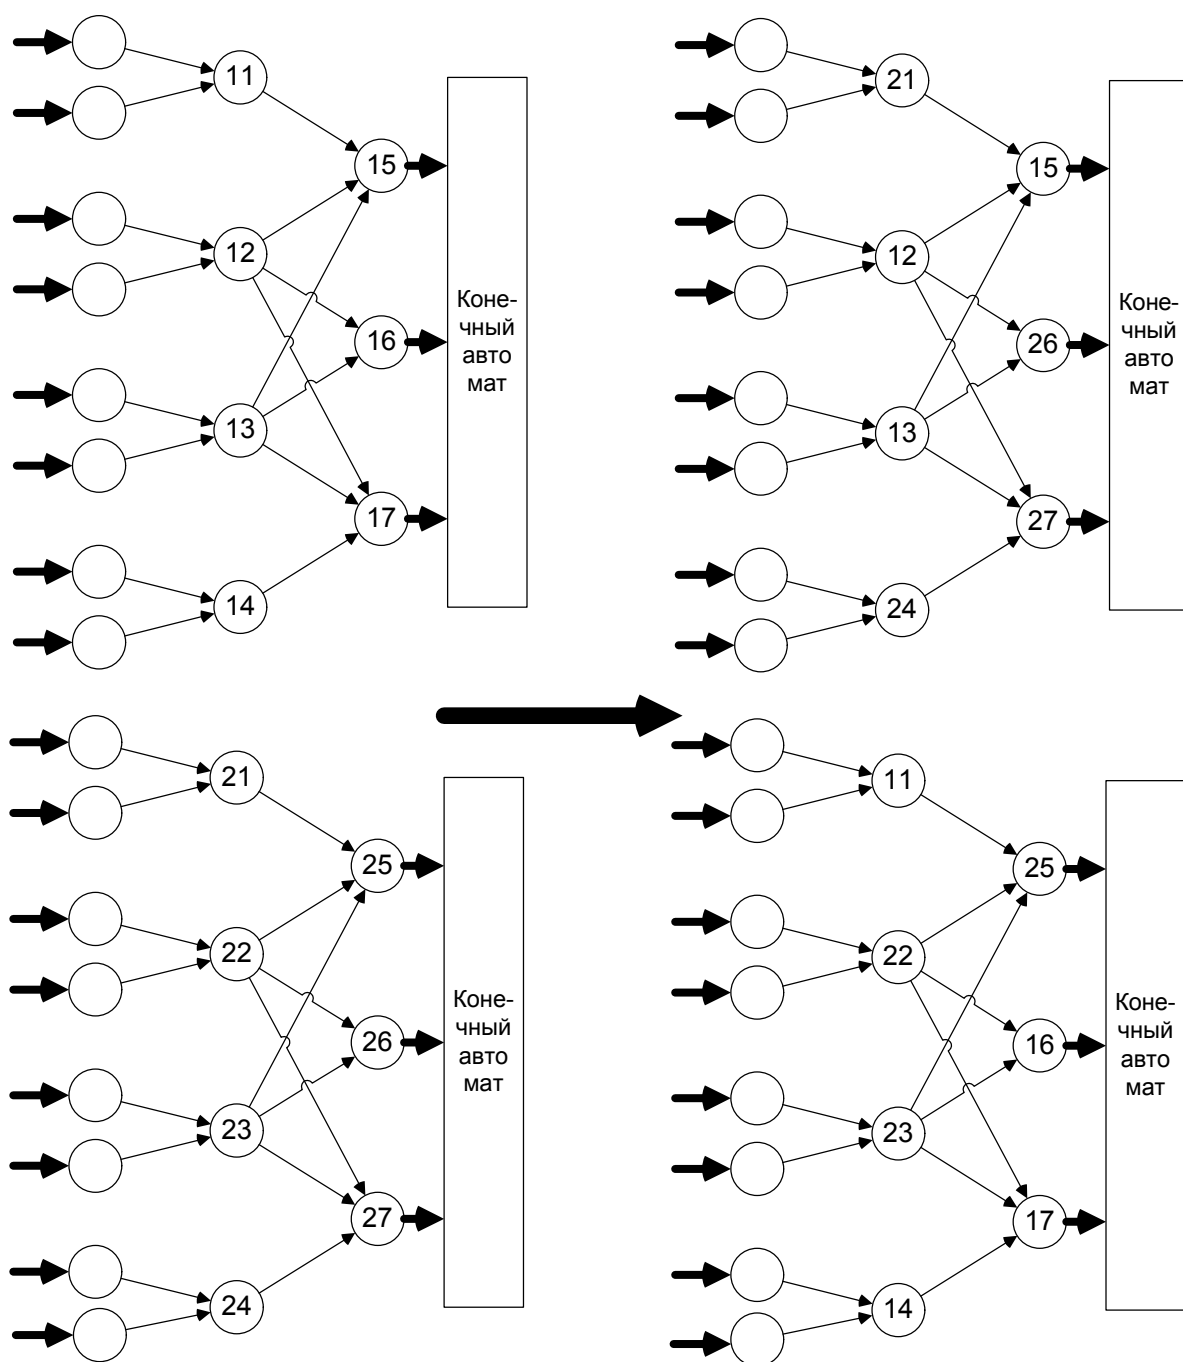 11
15
12
16
13
17
14
Коне-
чный
авто
мат
21
15
12
26
13
27
24
Коне-
чный
авто
мат
21
25
22
26
23
27
24
Коне-
чный
авто
мат
11
25
22
16
23
17
14
Коне-
чный
авто
мат